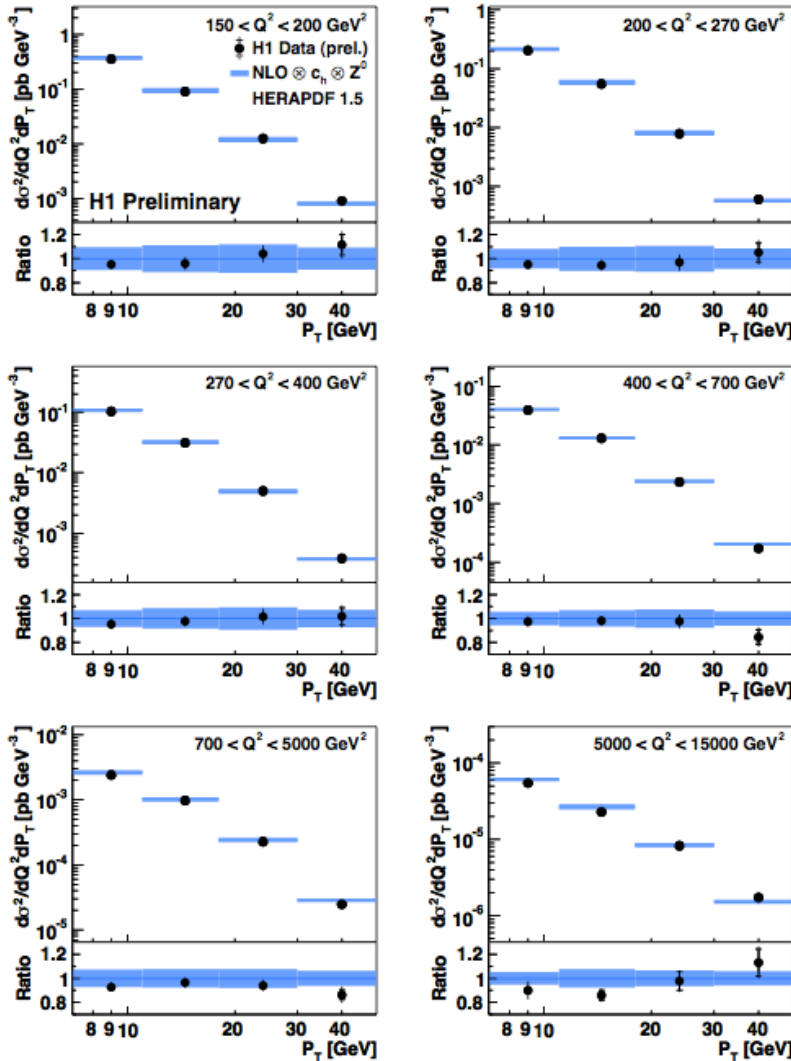 150 < Q² < 200 GeV²
H1 Data (prel.)
NLO ⊗ c_h ⊗ Z⁰
HERAPDF 1.5
H1 Preliminary
dσ²/dQ²dP_T [pb GeV⁻³]
1
10⁻¹
10⁻²
10⁻³
Ratio
1.2
1
0.8
8 9 10 20 30 40
P_T [GeV]
200 < Q² < 270 GeV²
dσ²/dQ²dP_T [pb GeV⁻³]
1
10⁻¹
10⁻²
10⁻³
Ratio
1.2
1
0.8
8 9 10 20 30 40
P_T [GeV]
270 < Q² < 400 GeV²
dσ²/dQ²dP_T [pb GeV⁻³]
10⁻¹
10⁻²
10⁻³
Ratio
1.2
1
0.8
8 9 10 20 30 40
P_T [GeV]
400 < Q² < 700 GeV²
dσ²/dQ²dP_T [pb GeV⁻³]
10⁻¹
10⁻²
10⁻³
10⁻⁴
Ratio
1.2
1
0.8
8 9 10 20 30 40
P_T [GeV]
700 < Q² < 5000 GeV²
dσ²/dQ²dP_T [pb GeV⁻³]
10⁻²
10⁻³
10⁻⁴
10⁻⁵
Ratio
1.2
1
0.8
8 9 10 20 30 40
P_T [GeV]
5000 < Q² < 15000 GeV²
dσ²/dQ²dP_T [pb GeV⁻³]
10⁻⁴
10⁻⁵
10⁻⁶
Ratio
1.2
1
0.8
8 9 10 20 30 40
P_T [GeV]